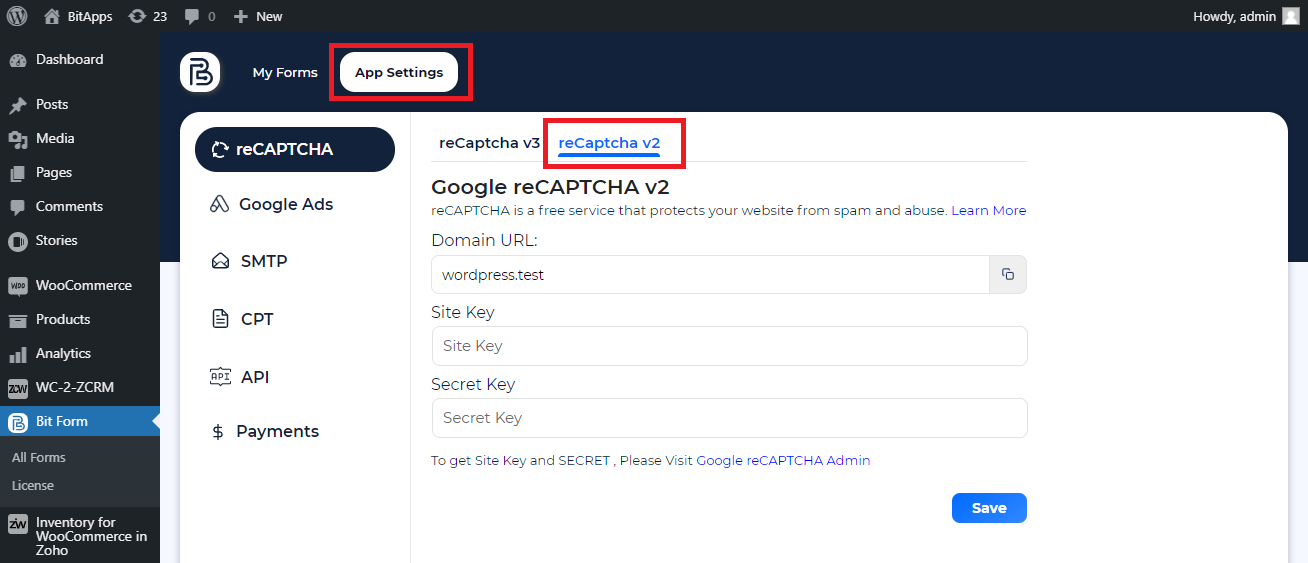 BitApps
23
0
New
Howdy, admin
Dashboard
Posts
Media
Pages
Comments
Stories
WOO
WooCommerce
Products
Analytics
ZCW
WC-2-ZCRM
Bit Form
All Forms
License
ZIW
Inventory for
WooCommerce in
Zoho
My Forms
App Settings
reCAPTCHA
Google Ads
SMTP
CPT
API
API
Payments
reCaptcha v3
reCaptcha v2
Google reCAPTCHA v2
reCAPTCHA is a free service that protects your website from spam and abuse. Learn More
Domain URL:
wordpress.test
Site Key
Site Key
Secret Key
Secret Key
To get Site Key and SECRET , Please Visit Google reCAPTCHA Admin
Save